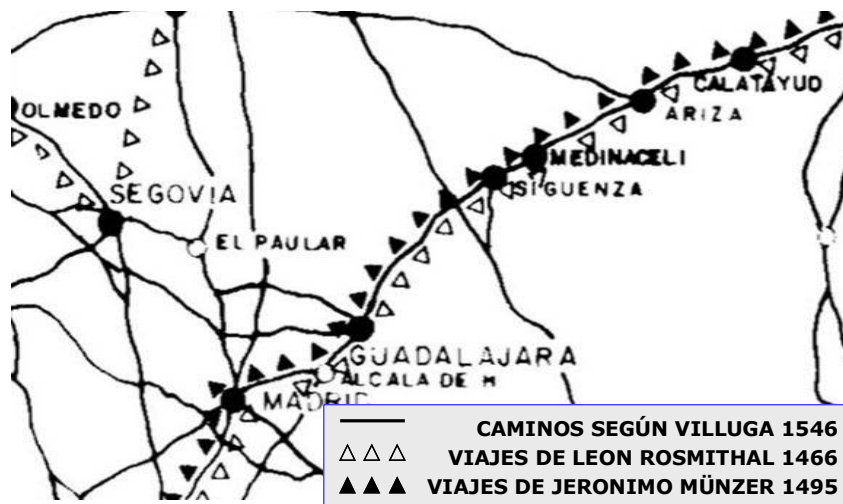 CALATAYUD
OLMEDO
ARIZA
MEDINACELI
SEGOVIA
SIGUENZA
EL PAULAR
GUADALAJARA
ALCALA DE H
MADRID
CAMINOS SEGÚN VILLUGA 1546
△ △ △ VIAJES DE LEON ROSMITHAL 1466
▲ ▲ ▲ VIAJES DE JERONIMO MÜNZER 1495